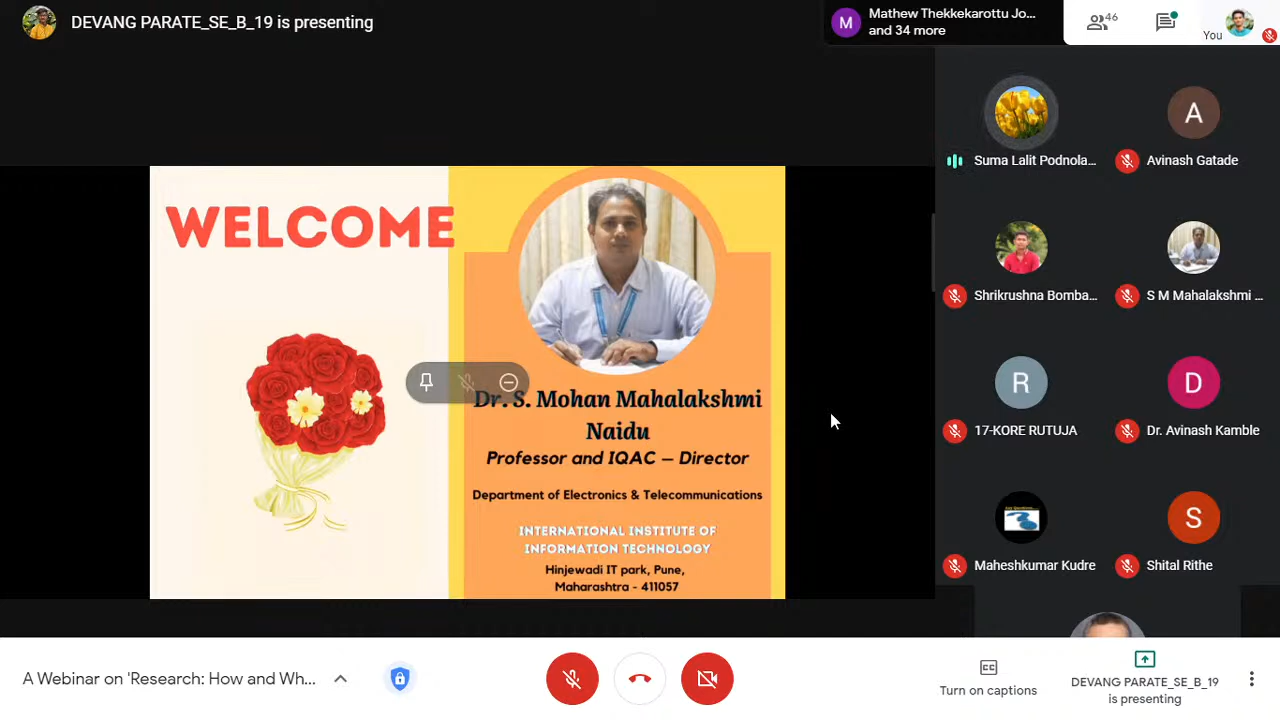 DEVANG PARATE_SE_B_19 is presenting
M
Mathew Thekkekarottu Jo...
and 34 more
46
You
Suma Lalit Podnola...
A
Avinash Gatade
Shrikrushna Bomba...
S M Mahalakshmi ...
R
17-KORE RUTUJA
D
Dr. Avinash Kamble
Maheshkumar Kudre
S
Shital Rithe
WELCOME
Dr. S. Mohan Mahalakshmi
Naidu
Professor and IQAC – Director
Department of Electronics & Telecommunications
INTERNATIONAL INSTITUTE OF
INFORMATION TECHNOLOGY
Hinjewadi IT park, Pune,
Maharashtra - 411057
A Webinar on 'Research: How and Wh...
CC
Turn on captions
DEVANG PARATE_SE_B_19
is presenting